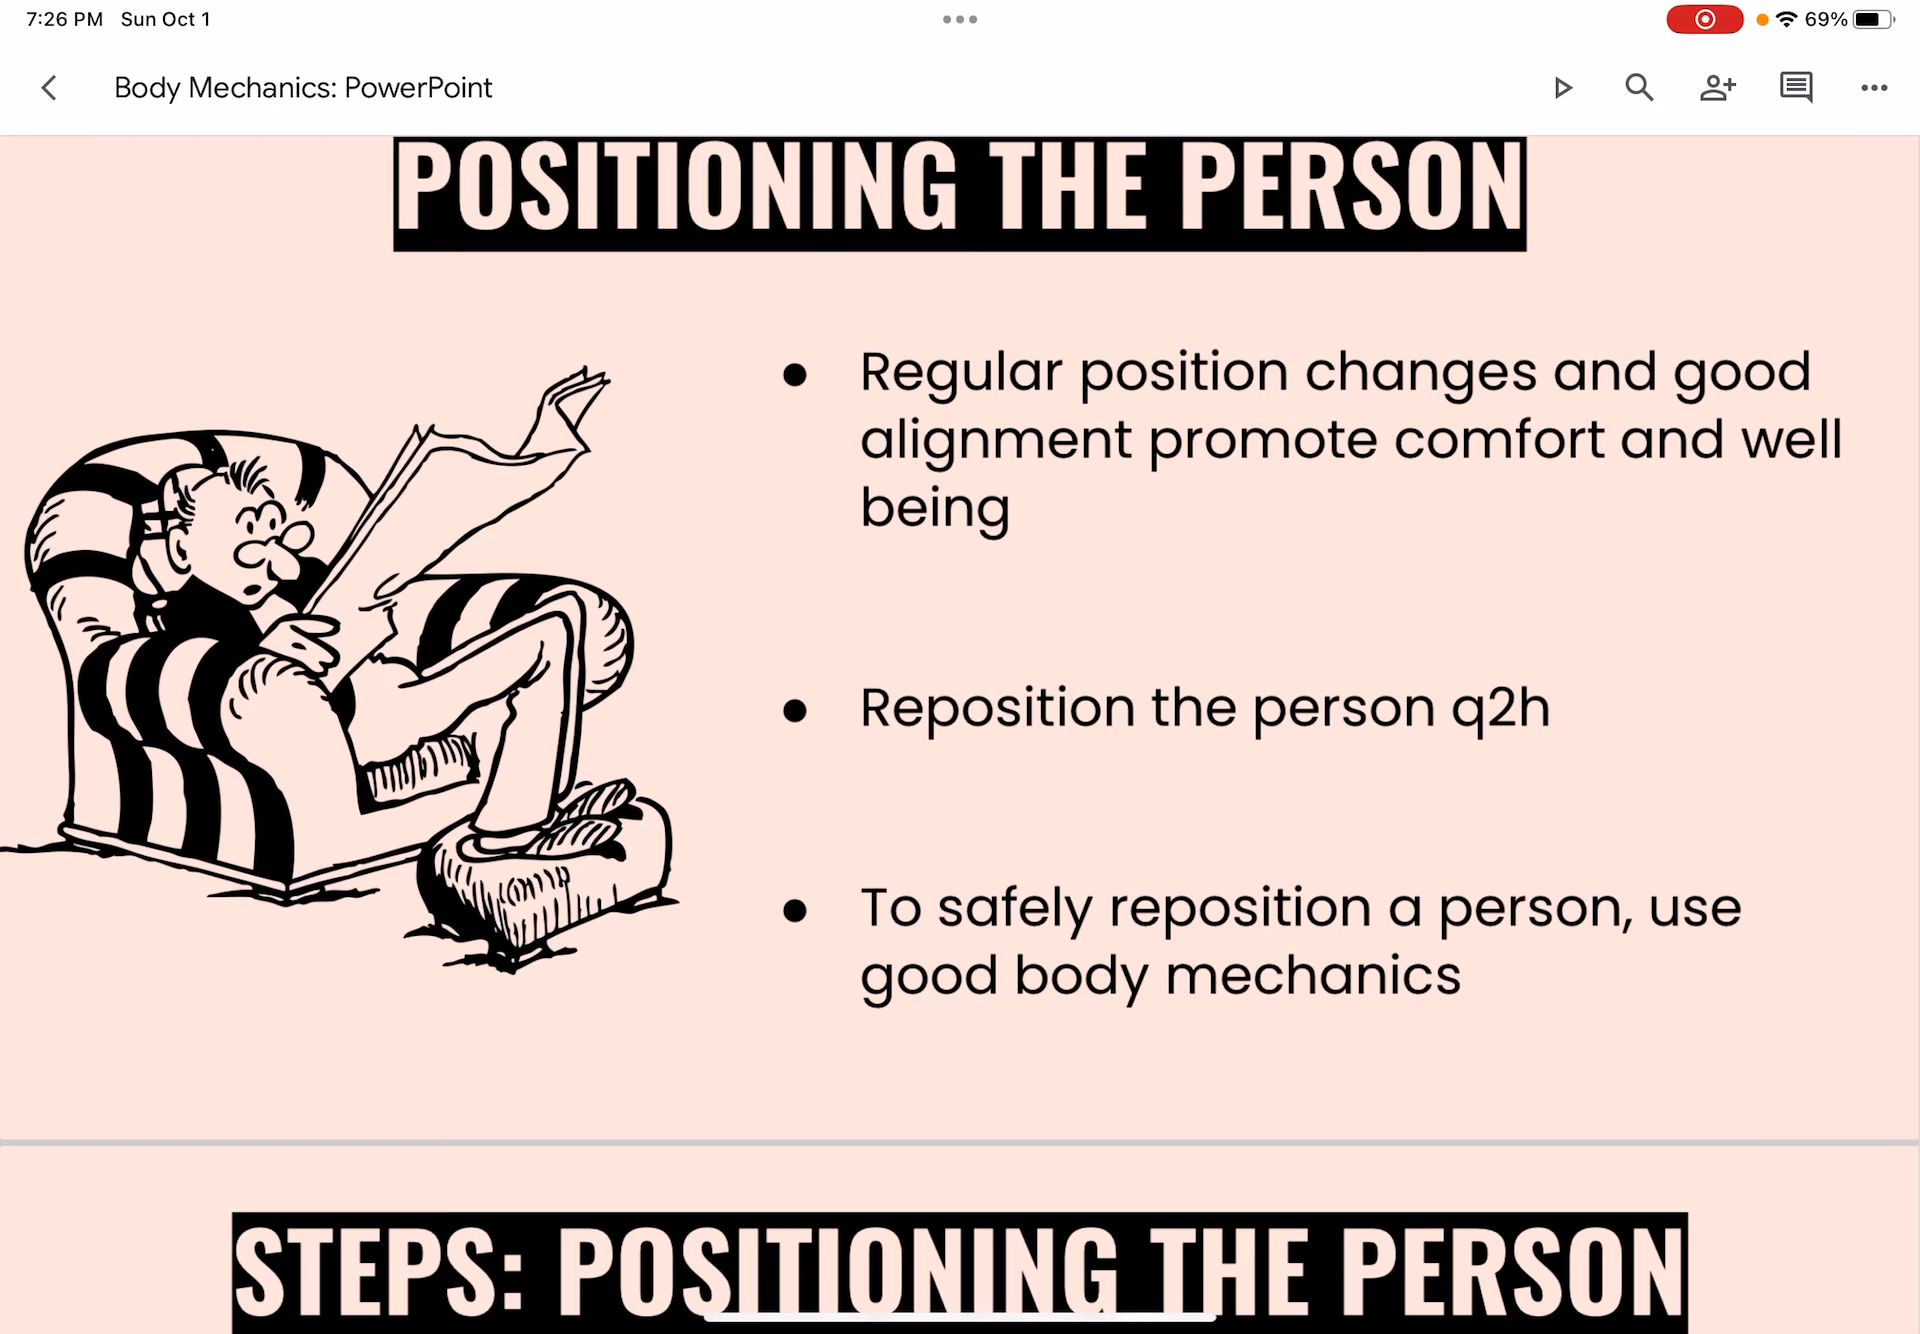 7:26 PM Sun Oct 1
69%
Body Mechanics: PowerPoint
POSITIONING THE PERSON
● Regular position changes and good
alignment promote comfort and well
being
● Reposition the person q2h
● To safely reposition a person, use
good body mechanics
STEPS: POSITIONING THE PERSON